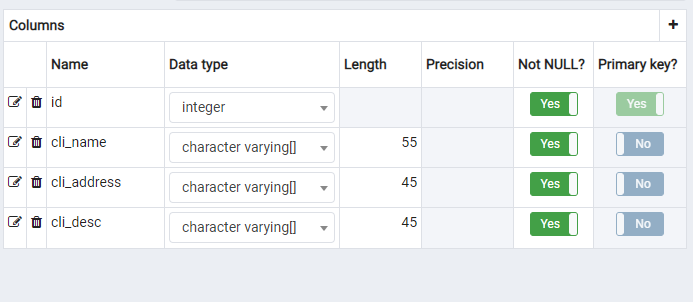 Columns +
Name Data type Length Precision Not NULL? Primary key?
id integer Yes Yes
cli_name character varying[] 55 Yes No
cli_address character varying[] 45 Yes No
cli_desc character varying[] 45 Yes No